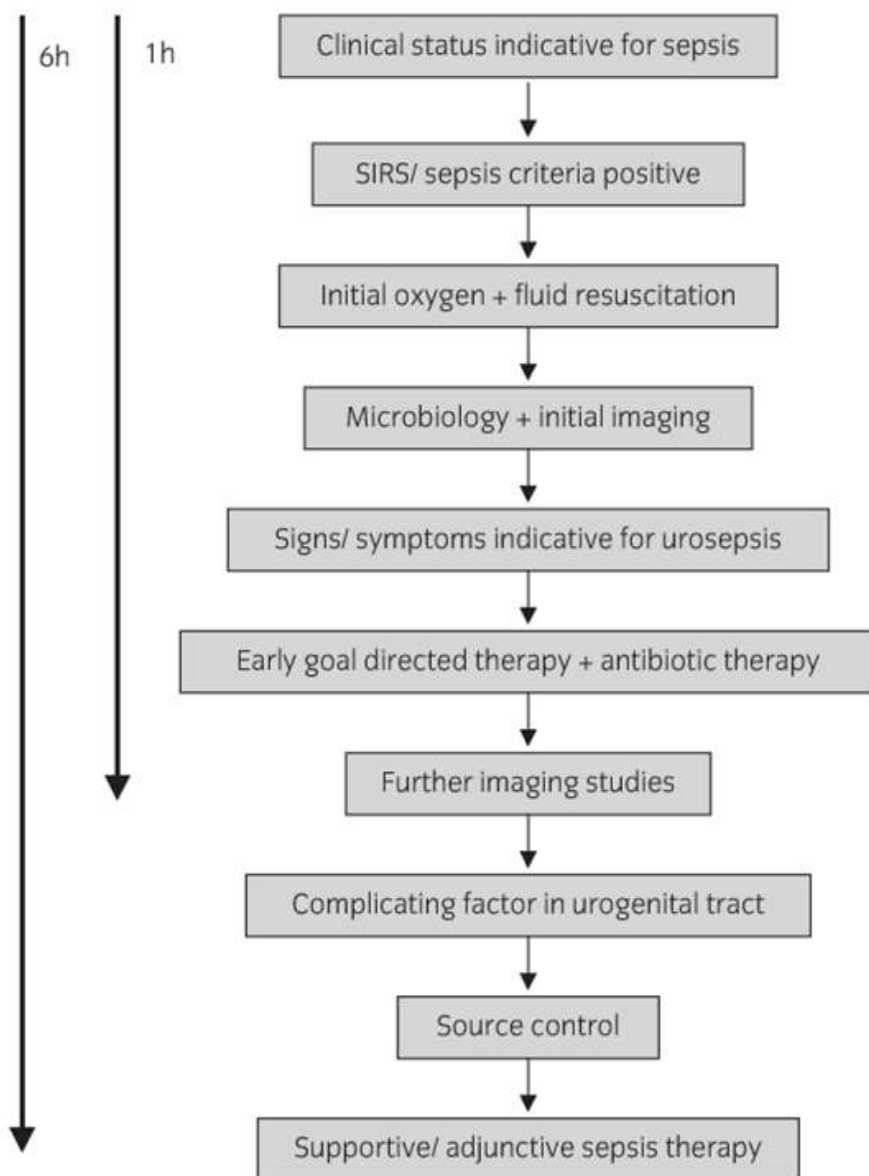 6h
1h
Clinical status indicative for sepsis
SIRS/ sepsis criteria positive
Initial oxygen + fluid resuscitation
Microbiology + initial imaging
Signs/ symptoms indicative for urosepsis
Early goal directed therapy + antibiotic therapy
Further imaging studies
Complicating factor in urogenital tract
Source control
Supportive/ adjunctive sepsis therapy